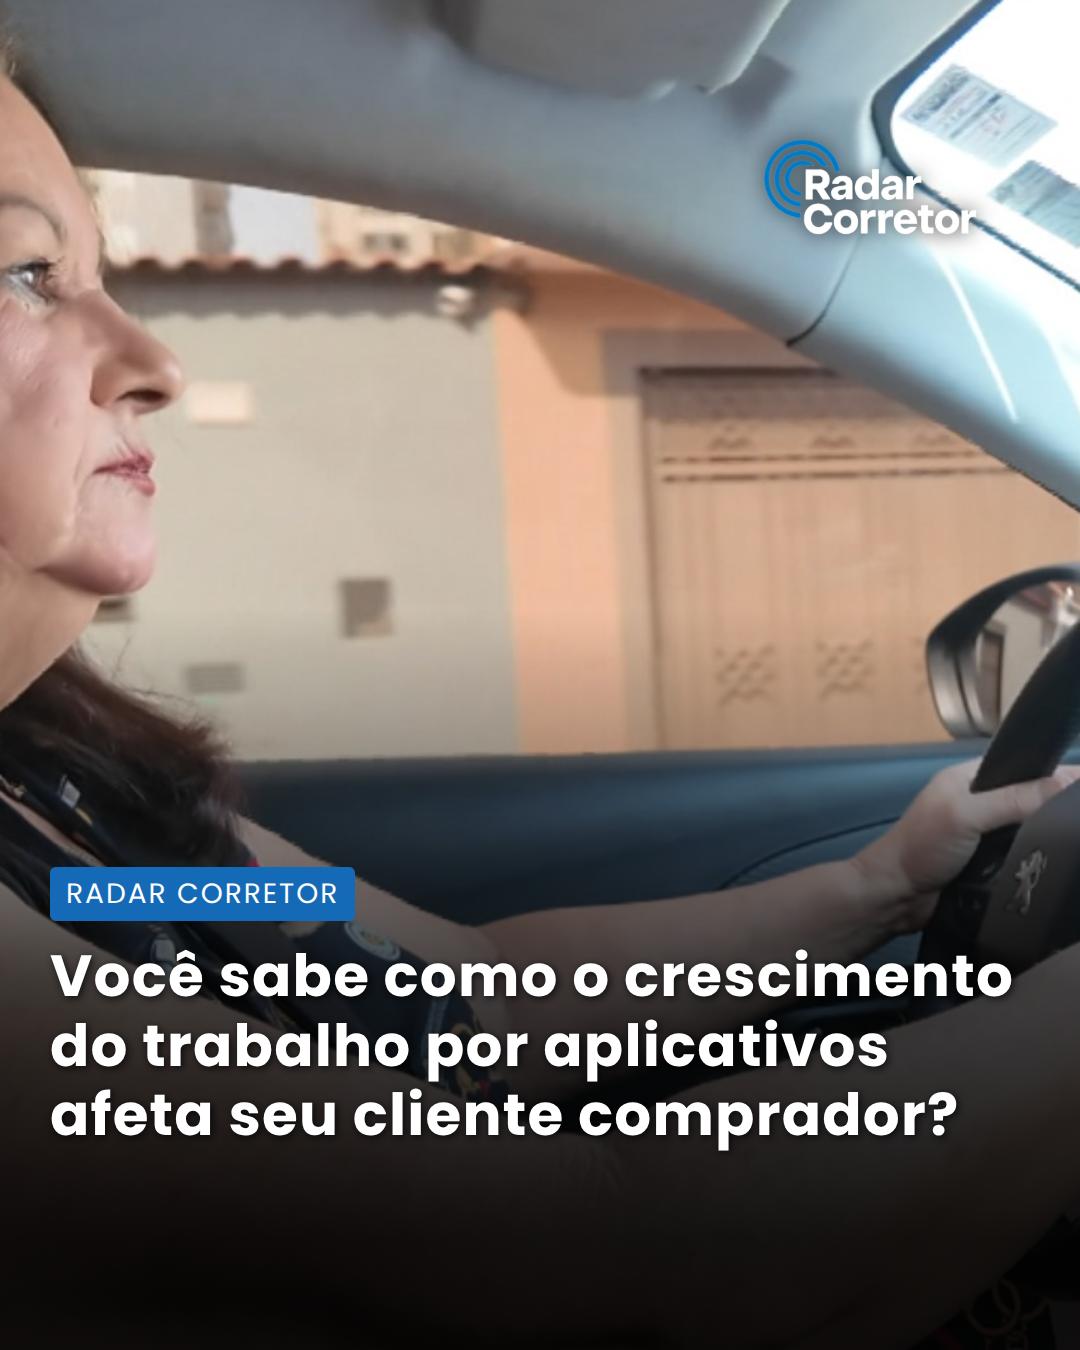 Radar
Corretor
RADAR CORRETOR
Você sabe como o crescimento
do trabalho por aplicativos
afeta seu cliente comprador?